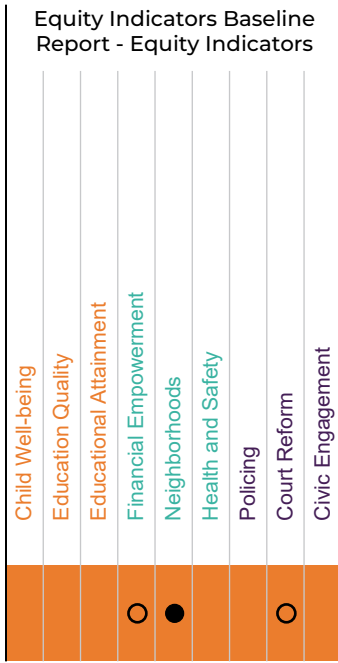 Equity Indicators Baseline
Report - Equity Indicators
Child Well-being
Education Quality
Educational Attainment
Financial Empowerment
Neighborhoods
Health and Safety
Policing
Court Reform
Civic Engagement